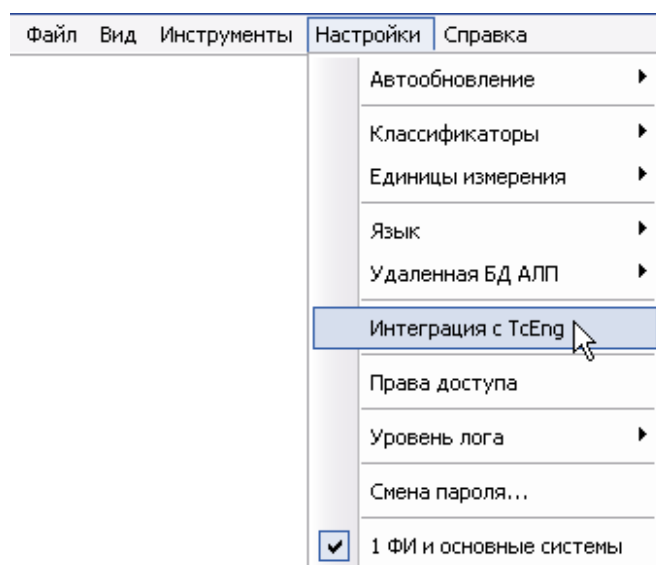 Файл Вид Инструменты Настройки Справка
Автообновление
Классификаторы
Единицы измерения
Язык
Удаленная БД АЛП
Интеграция с TcEng
Права доступа
Уровень лога
Смена пароля...
1 ФИ и основные системы